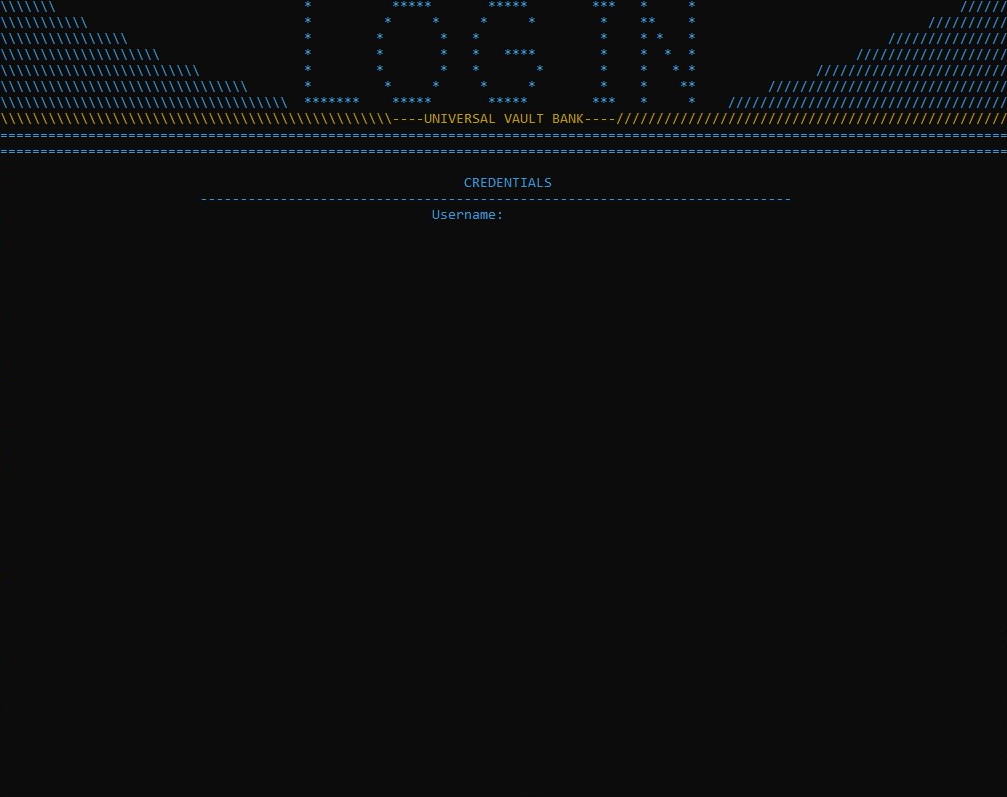 LOGIN
----UNIVERSAL VAULT BANK----
CREDENTIALS
Username: